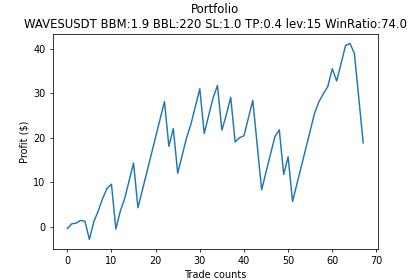 Portfolio
WAVESUSDT BBM:1.9 BBL:220 SL:1.0 TP:0.4 lev:15 WinRatio:74.0
Profit ($)
40
30
20
10
0
0 10 20 30 40 50 60 70
Trade counts